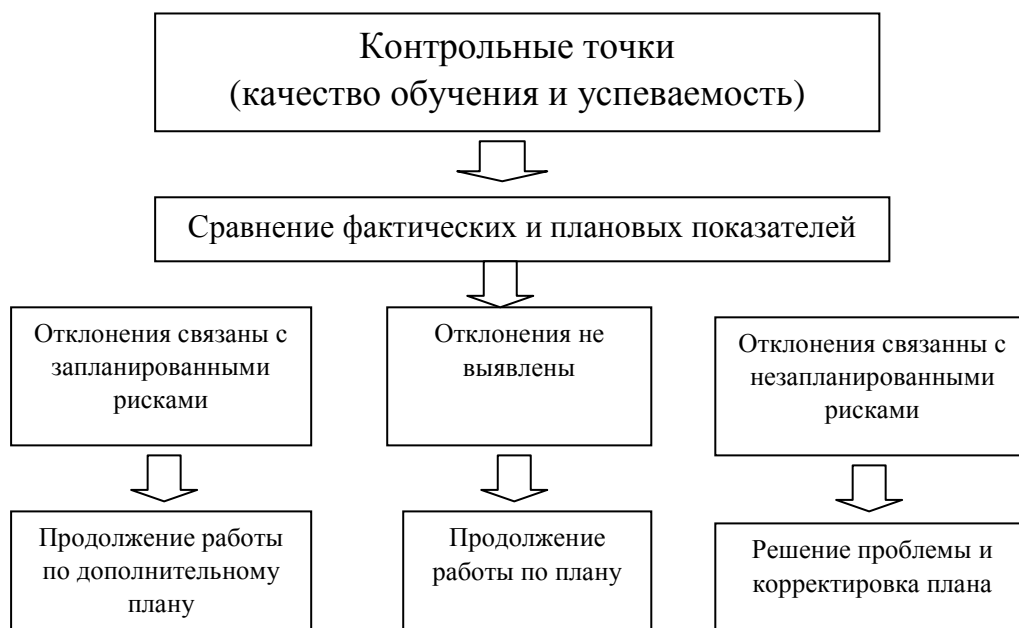 Контрольные точки
(качество обучения и успеваемость)
Сравнение фактических и плановых показателей
Отклонения связаны с
запланированными
рисками
Отклонения не
выявлены
Отклонения связанны с
незапланированными
рисками
Продолжение работы
по дополнительному
плану
Продолжение
работы по плану
Решение проблемы и
корректировка плана